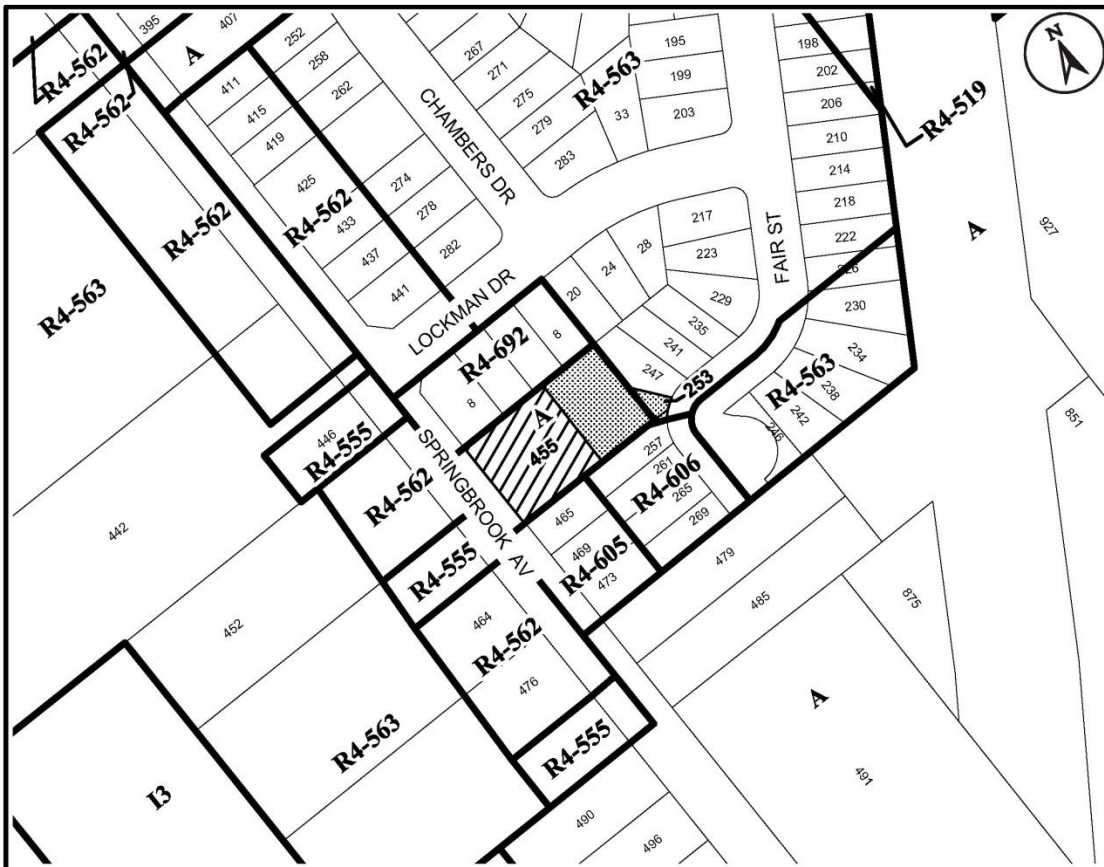 395
407
A
R4-562
R4-562
252
258
262
411
415
419
425
433
437
441
R4-562
R4-562
274
278
282
CHAMBERS DR
267
271
275
279
283
R4-563
33
195
199
203
198
202
206
210
214
218
222
226
230
234
238
242
246
R4-519
N
A
927
R4-563
LOCKMAN DR
20
24
28
217
223
229
235
241
247
253
FAIR ST
R4-692
8
8
A
455
R4-563
446
R4-555
R4-562
SPRINGBROOK AV
257
261
265
269
R4-606
465
469
473
R4-605
R4-555
442
452
464
R4-562
476
R4-563
R4-555
479
485
875
851
A
491
I3
490
496